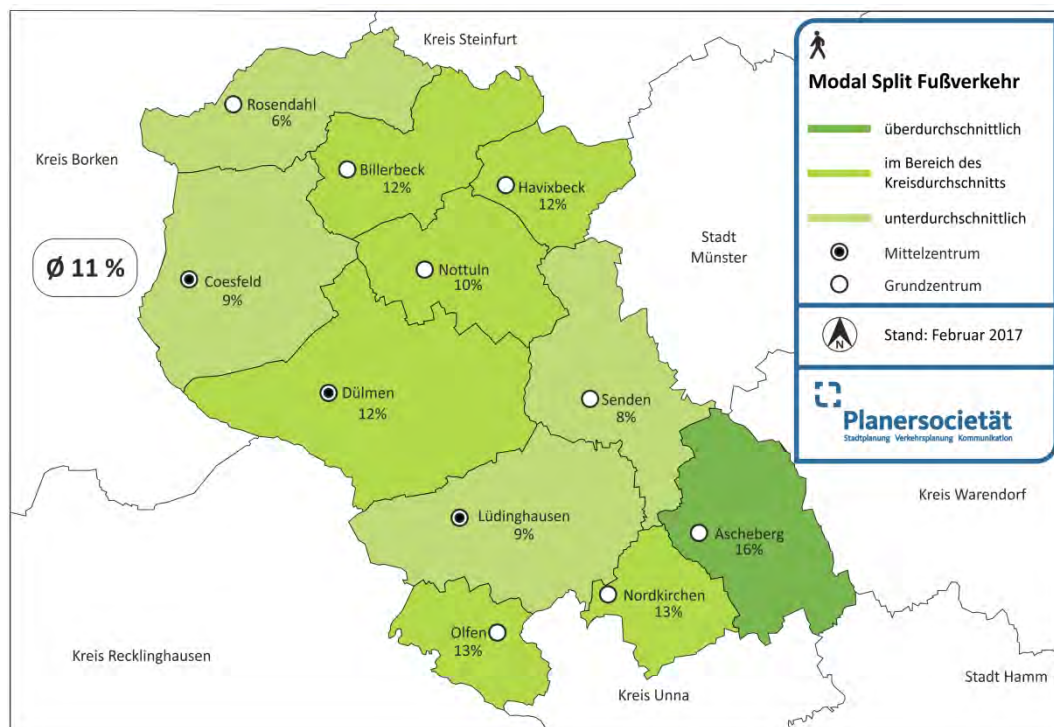 Kreis Steinfurt
Rosendahl
6%
Kreis Borken
Billerbeck
12%
Havixbeck
12%
Stadt
Münster
Ø 11 %
Coesfeld
9%
Nottuln
10%
Dülmen
12%
Senden
8%
Kreis Warendorf
Lüdinghausen
9%
Ascheberg
16%
Nordkirchen
13%
Olfen
13%
Kreis Recklinghausen
Kreis Unna
Stadt Hamm
Modal Split Fußverkehr
überdurchschnittlich
im Bereich des
Kreisdurchschnitts
unterdurchschnittlich
Mittelzentrum
Grundzentrum
N
Stand: Februar 2017
Planersocietät
Stadtplanung Verkehrsplanung Kommunikation